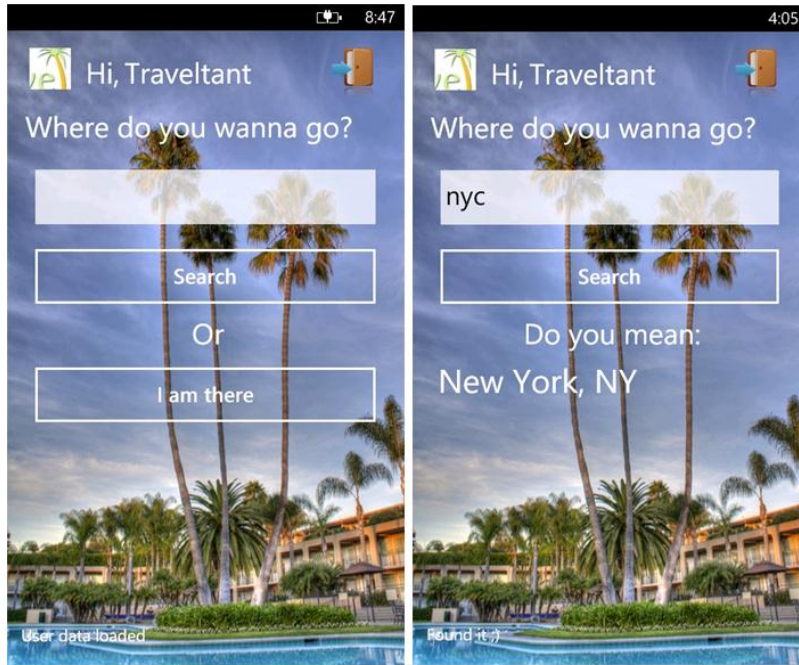 8:47
Hi, Traveltant
Where do you wanna go?
Search
Or
I am there
User data loaded
4:05
Hi, Traveltant
Where do you wanna go?
nyc
Search
Do you mean:
New York, NY
Found it ;)